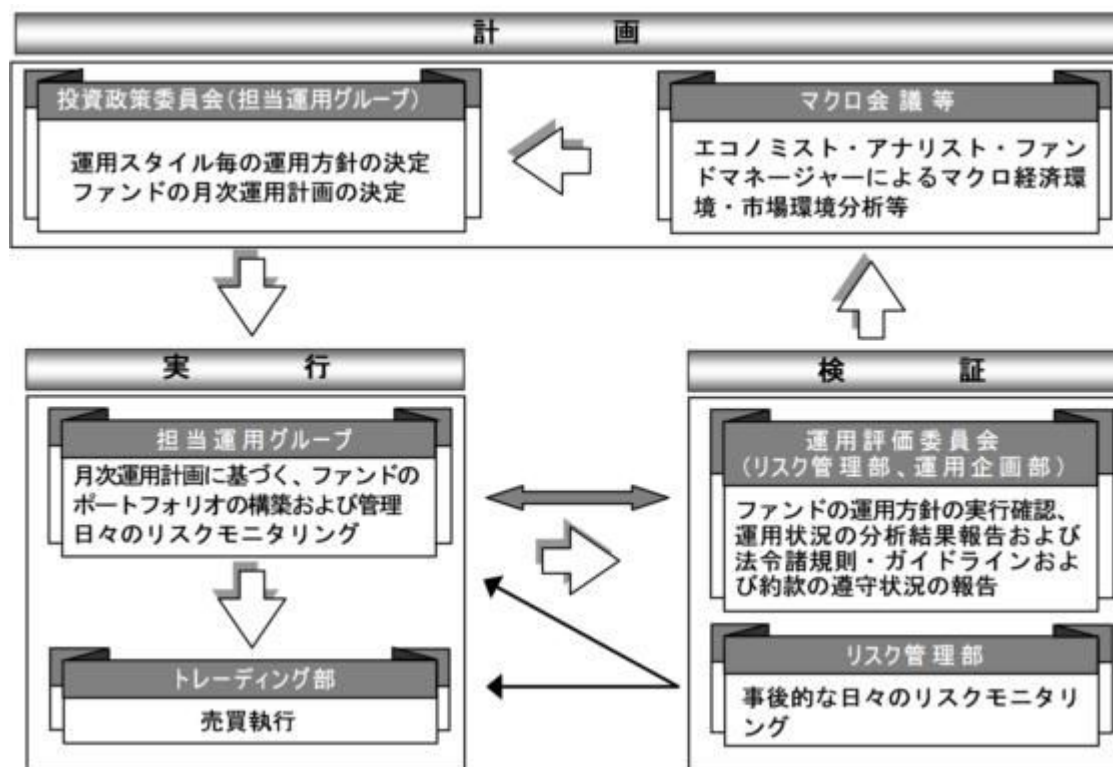 計 画
投資政策委員会(担当運用グループ)
運用スタイル毎の運用方針の決定
ファンドの月次運用計画の決定
マクロ会議等
エコノミスト・アナリスト・ファン
ドマネージャーによるマクロ経済環
境・市場環境分析等
実 行
担当運用グループ
月次運用計画に基づく、ファンドの
ポートフォリオの構築および管理
日々のリスクモニタリング
トレーディング部
売買執行
検 証
運用評価委員会
(リスク管理部、運用企画部)
ファンドの運用方針の実行確認、
運用状況の分析結果報告および
法令諸規則・ガイドラインおよ
び約款の遵守状況の報告
リスク管理部
事後的な日々のリスクモニタリ
ング